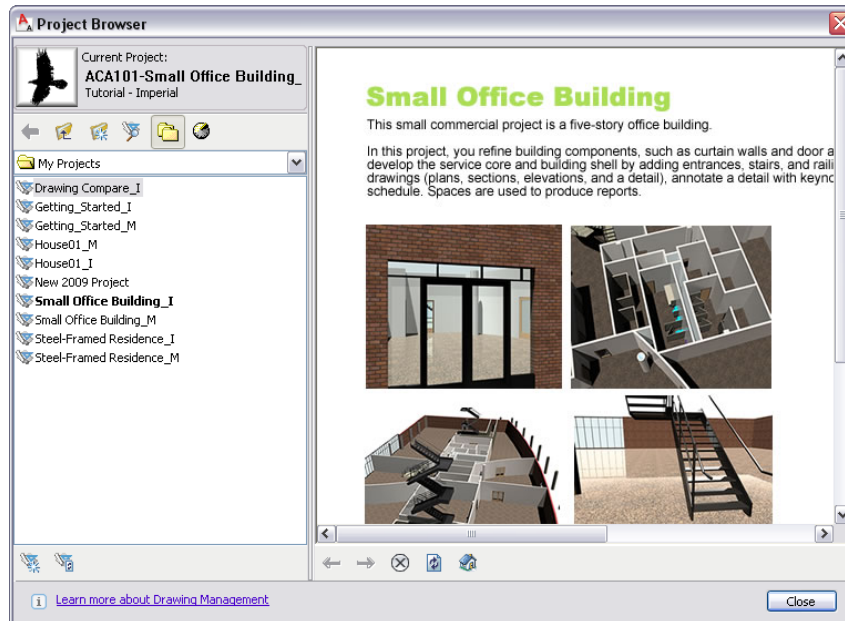 Project Browser
Current Project:
ACA101-Small Office Building_
Tutorial - Imperial
My Projects
Drawing Compare_I
Getting_Started_I
Getting_Started_M
House01_M
House01_I
New 2009 Project
Small Office Building_I
Small Office Building_M
Steel-Framed Residence_I
Steel-Framed Residence_M
Small Office Building
This small commercial project is a five-story office building.
In this project, you refine building components, such as curtain walls and door a
develop the service core and building shell by adding entrances, stairs, and raili
drawings (plans, sections, elevations, and a detail), annotate a detail with keync
schedule. Spaces are used to produce reports.
Learn more about Drawing Management
Close